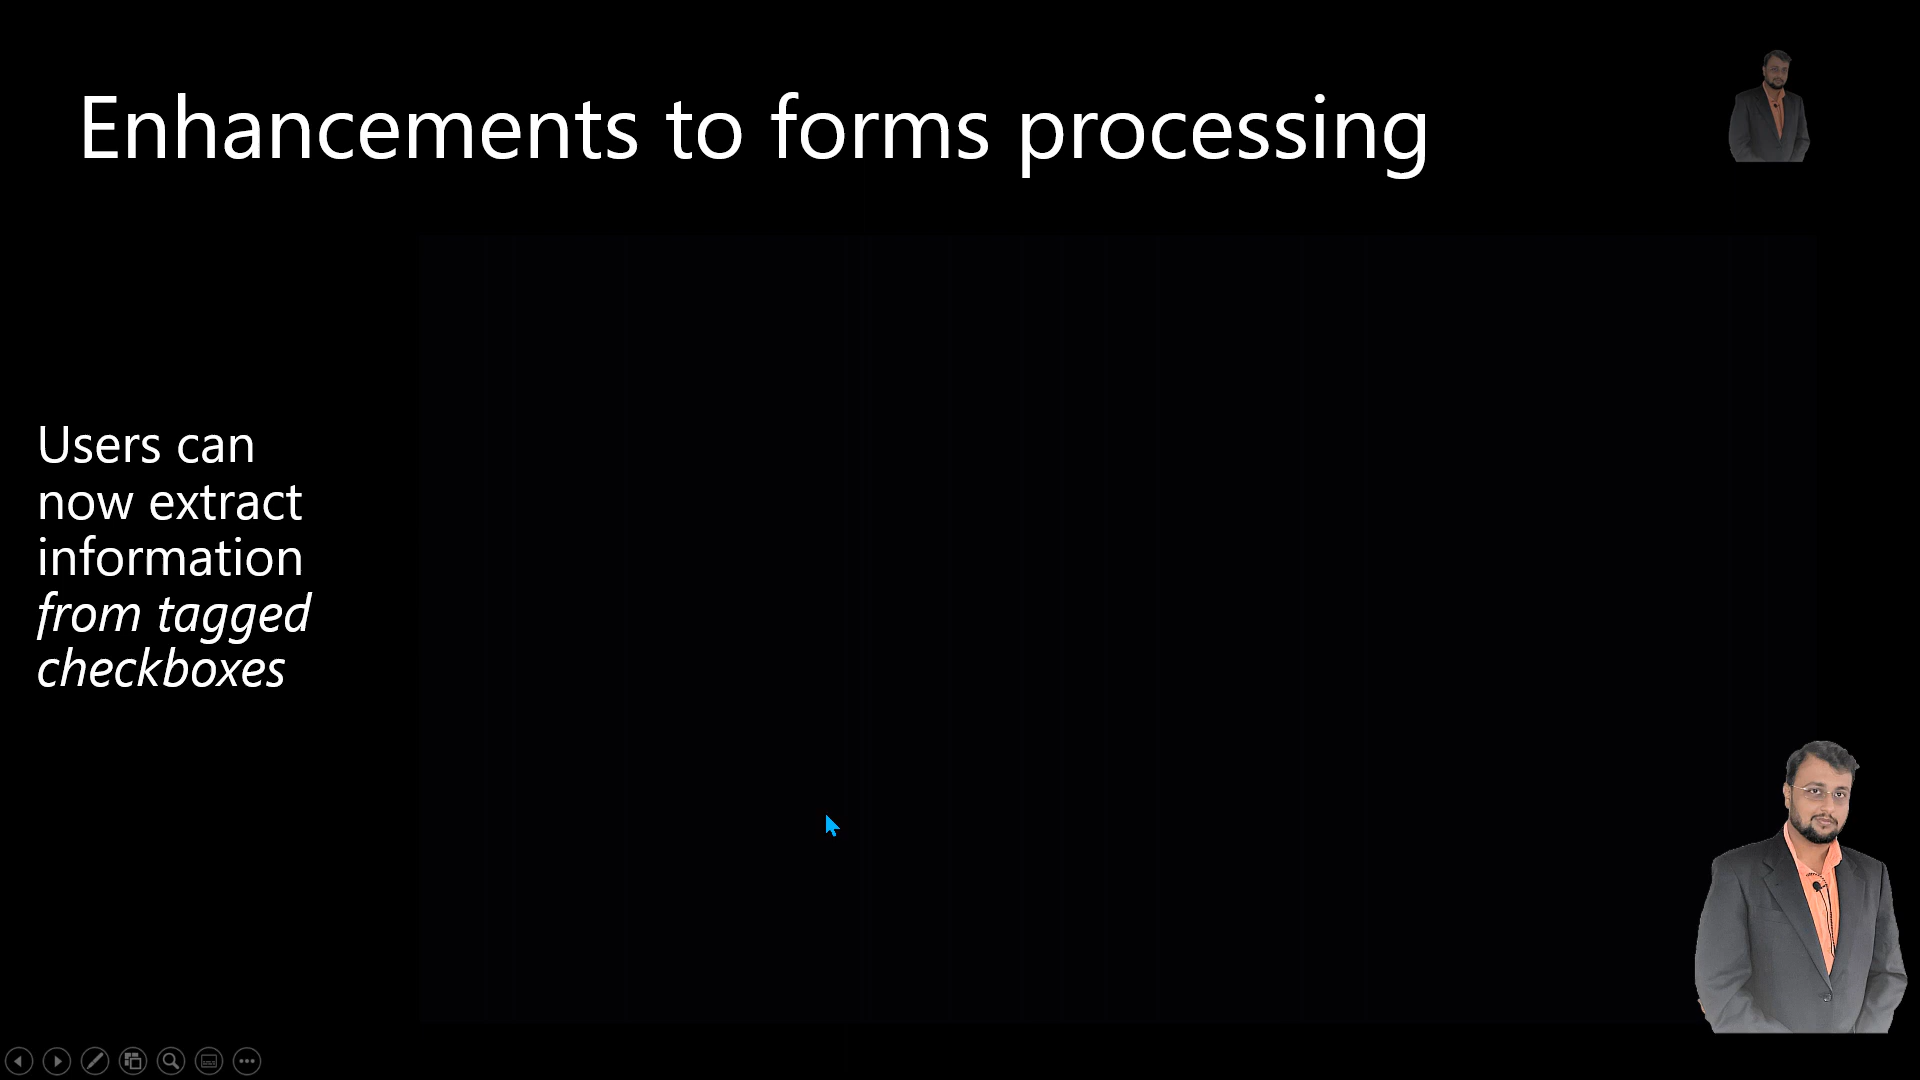 Enhancements to forms processing
Users can
now extract
information
from tagged
checkboxes